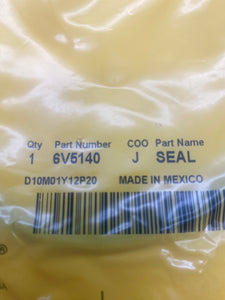 Qty Part Number COO Part Name
1 6V5140 J SEAL
D10M01Y12P20 MADE IN MEXICO